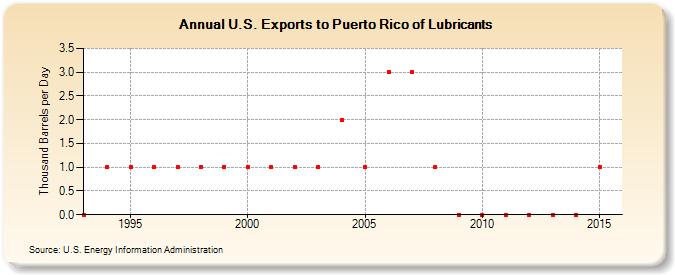 Annual U.S. Exports to Puerto Rico of Lubricants
Thousand Barrels per Day
3.5
3.0
2.5
2.0
1.5
1.0
0.5
0.0
1995 2000 2005 2010 2015
Source: U.S. Energy Information Administration